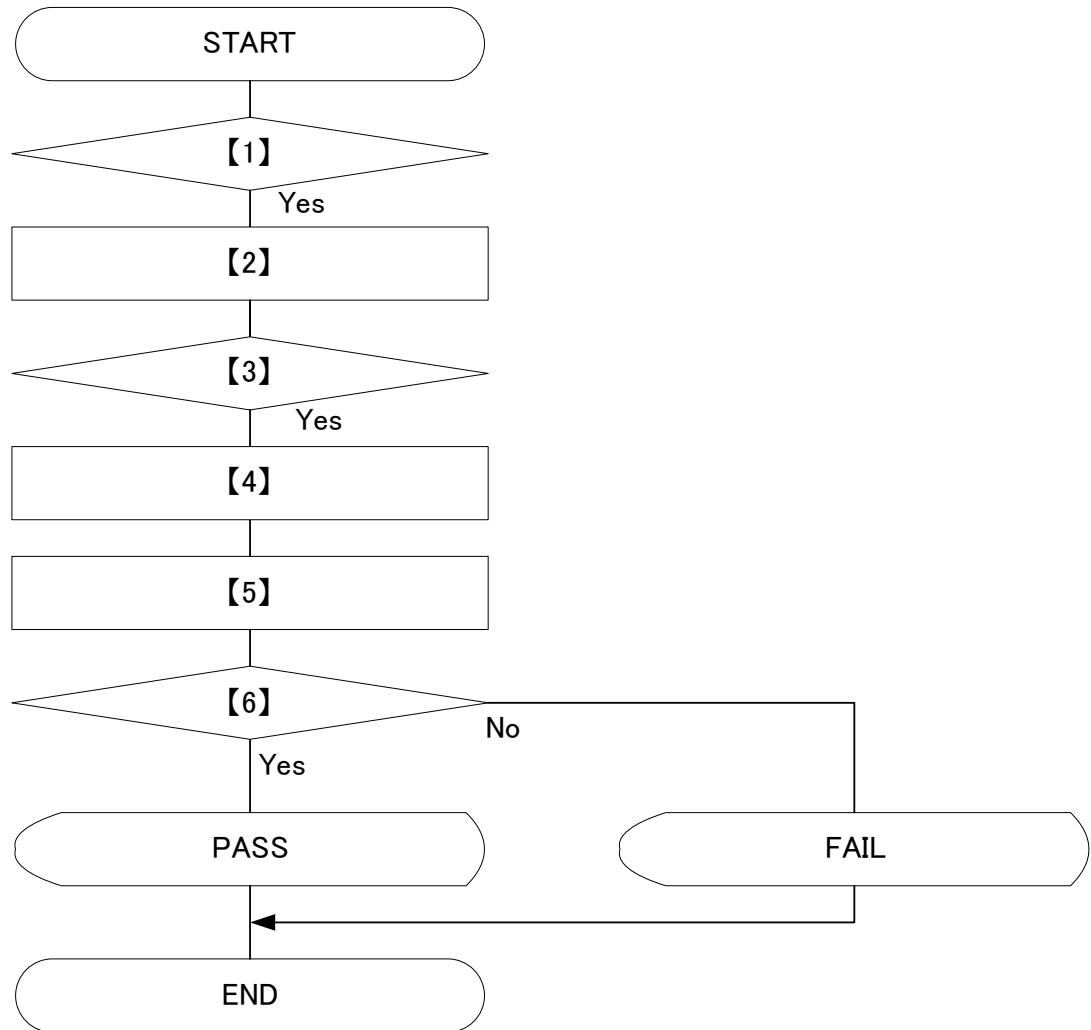 START
【1】
Yes
【2】
【3】
Yes
【4】
【5】
【6】
No
Yes
PASS
FAIL
END